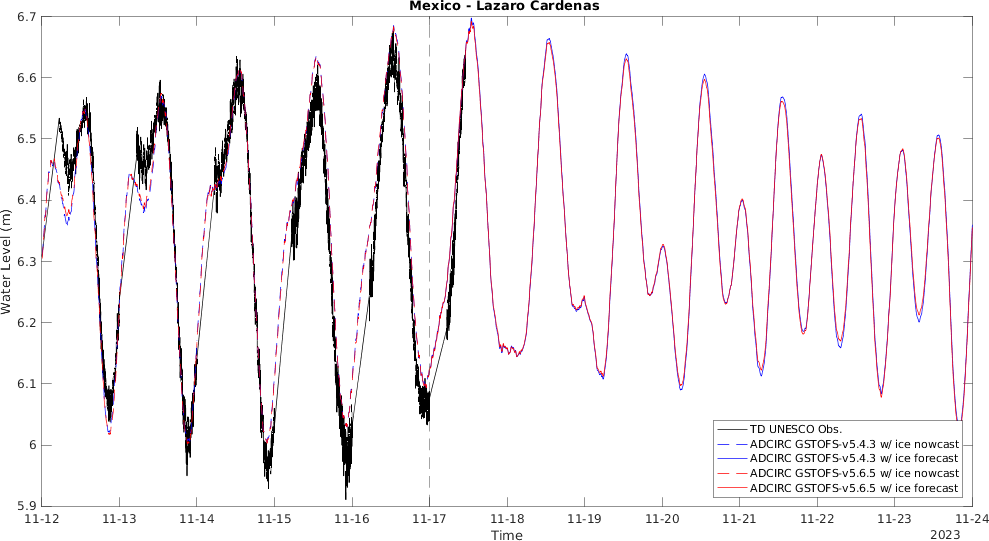 Mexico - Lazaro Cardenas
6.7
6.6
6.5
6.4
6.3
6.2
6.1
6
5.9
Water Level (m)
TD UNESCO Obs.
ADCIRC GSTOFS-v5.4.3 w/ ice nowcast
ADCIRC GSTOFS-v5.4.3 w/ ice forecast
ADCIRC GSTOFS-v5.6.5 w/ ice nowcast
ADCIRC GSTOFS-v5.6.5 w/ ice forecast
11-12 11-13 11-14 11-15 11-16 11-17 11-18 11-19 11-20 11-21 11-22 11-23 11-24
Time
2023